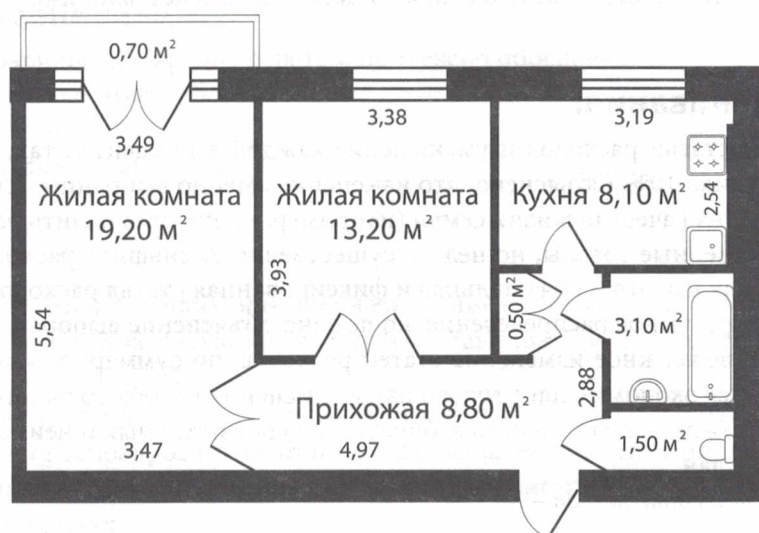 0,70 м²
3,49
3,38
3,19
Жилая комната
19,20 м²
Жилая комната
13,20 м²
Кухня 8,10 м²
2,54
3,93
5,54
0,50 м²
3,10 м²
2,88
Прихожая 8,80 м²
1,50 м²
3,47
4,97